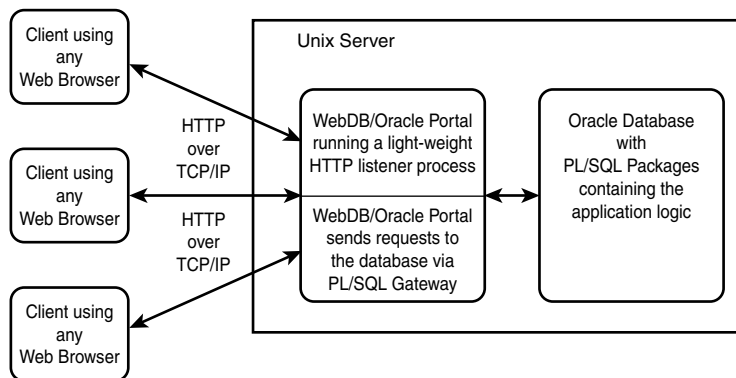 Client using
any
Web Browser
Unix Server
HTTP
over
TCP/IP
WebDB/Oracle Portal
running a light-weight
HTTP listener process
Oracle Database
with
PL/SQL Packages
containing the
application logic
Client using
any
Web Browser
HTTP
over
TCP/IP
WebDB/Oracle Portal
sends requests to
the database via
PL/SQL Gateway
Client using
any
Web Browser